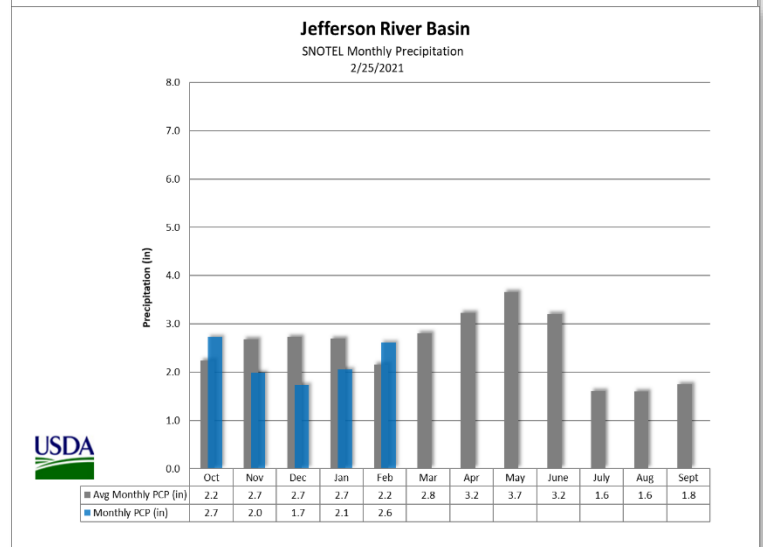 Jefferson River Basin
SNOTEL Monthly Precipitation
2/25/2021
Precipitation (in)
8.0
7.0
6.0
5.0
4.0
3.0
2.0
1.0
0.0
USDA
Oct Nov Dec Jan Feb Mar Apr May June July Aug Sept
Avg Monthly PCP (in) 2.2 2.7 2.7 2.7 2.2 2.8 3.2 3.7 3.2 1.6 1.6 1.8
Monthly PCP (in) 2.7 2.0 1.7 2.1 2.6